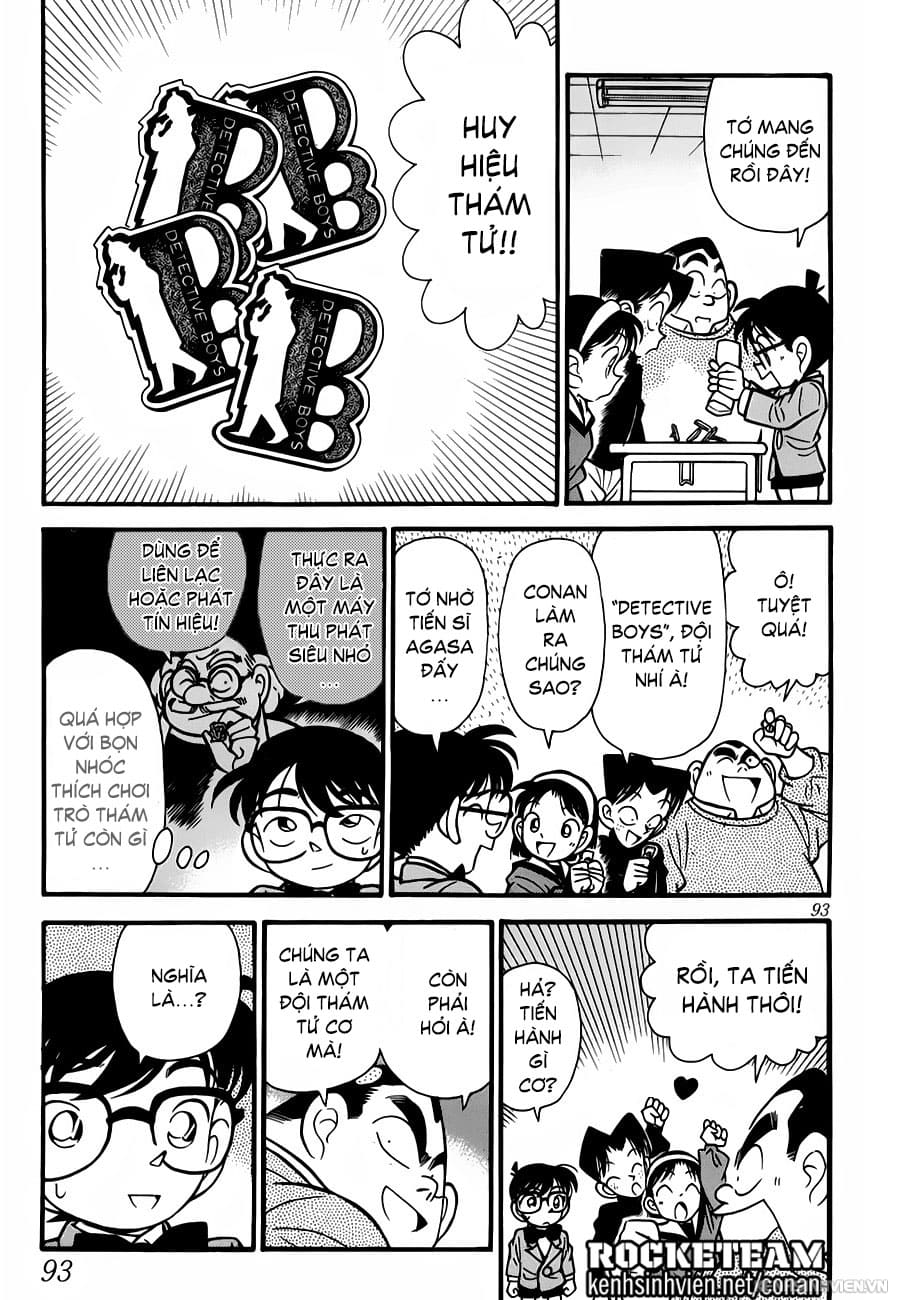 TỚ MANG
CHÚNG ĐẾN
RỒI ĐÂY!
HUY
HIỆU
THÁM
TỬ!!
DETECTIVE BOYS
DETECTIVE BOYS
DETECTIVE BOYS
DETECTIVE BOYS
Ô!
TUYỆT
QUÁ!
"DETECTIVE
BOYS", ĐỘI
THÁM TỬ
NHÍ À!
CONAN
LÀM
RA
CHÚNG
SAO?
TỚ NHỜ
TIẾN SĨ
AGASA
ĐẤY
...
THỰC RA
ĐÂY LÀ
MỘT MÁY
THU PHÁT
SIÊU NHỎ
...
DÙNG ĐỂ
LIÊN LẠC
HOẶC PHÁT
TÍN HIỆU!
QUÁ HỢP
VỚI BỌN
NHÓC
THÍCH CHƠI
TRÒ THÁM
TỬ CÒN GÌ
...
93
RỒI, TA TIẾN
HÀNH THÔI!
HẢ?
TIẾN
HÀNH
GÌ
CƠ?
CÒN
PHẢI
HỎI À!
CHÚNG TA
LÀ MỘT
ĐỘI THÁM
TỬ CƠ
MÀ!
NGHĨA
LÀ...?
93
ROCKETEAM
kenhsinhvien.net/conan